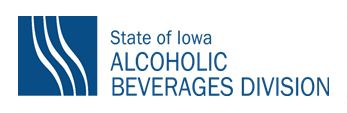 State of Iowa
ALCOHOLIC
BEVERAGES DIVISION